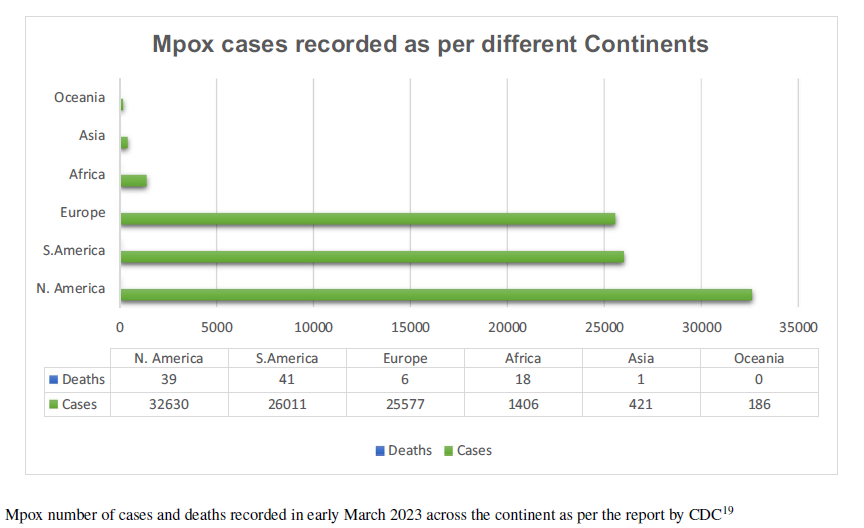 Mpox cases recorded as per different Continents
Oceania
Asia
Africa
Europe
S.America
N. America
0 5000 10000 15000 20000 25000 30000 35000
N. America S.America Europe Africa Asia Oceania
Deaths 39 41 6 18 1 0
Cases 32630 26011 25577 1406 421 186
Deaths Cases
Mpox number of cases and deaths recorded in early March 2023 across the continent as per the report by CDC19